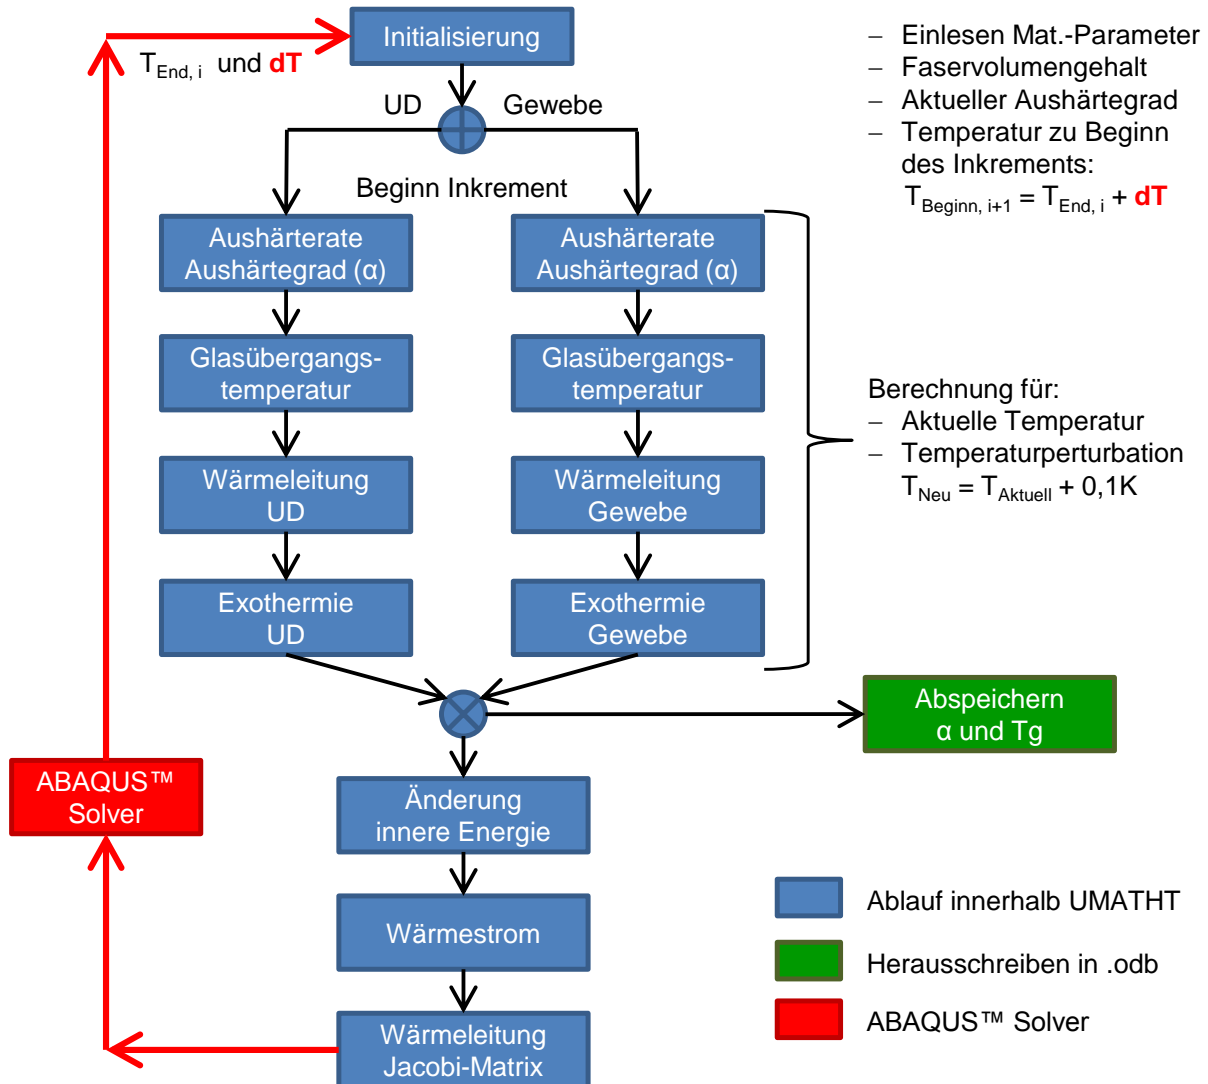 Initialisierung
T_End, i und dT
UD
Gewebe
Beginn Inkrement
– Einlesen Mat.-Parameter
– Faservolumengehalt
– Aktueller Aushärtegrad
– Temperatur zu Beginn
des Inkrements:
T_Beginn, i+1 = T_End, i + dT
Aushärterate
Aushärtegrad (α)
Aushärterate
Aushärtegrad (α)
Glasübergangs-
temperatur
Glasübergangs-
temperatur
Wärmeleitung
UD
Wärmeleitung
Gewebe
Exothermie
UD
Exothermie
Gewebe
Berechnung für:
– Aktuelle Temperatur
– Temperaturperturbation
T_Neu = T_Aktuell + 0,1K
Abspeichern
α und Tg
ABAQUS™
Solver
Änderung
innere Energie
Wärmestrom
Wärmeleitung
Jacobi-Matrix
Ablauf innerhalb UMATHT
Herausschreiben in .odb
ABAQUS™ Solver